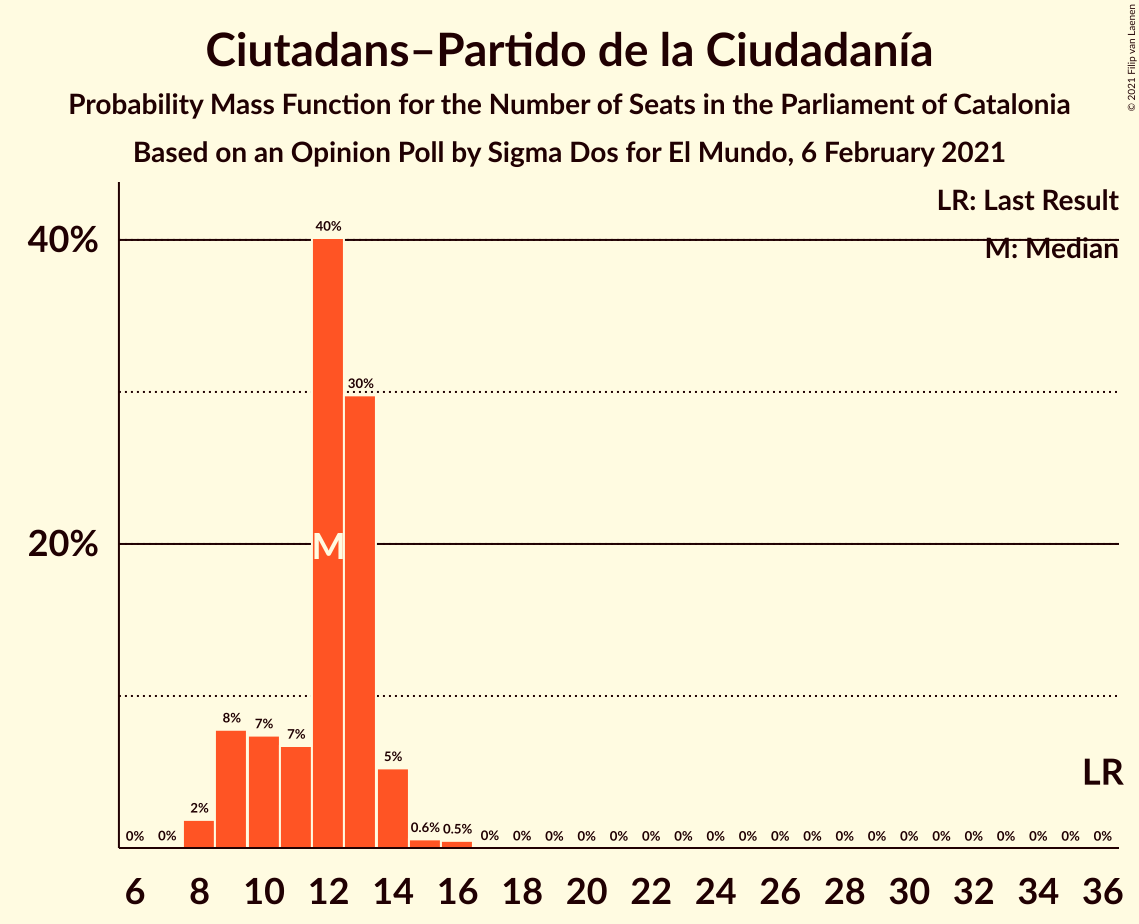 Ciutadans–Partido de la Ciudadanía
Probability Mass Function for the Number of Seats in the Parliament of Catalonia
Based on an Opinion Poll by Sigma Dos for El Mundo, 6 February 2021
© 2021 Filip van Laenen
LR: Last Result
M: Median
40%
20%
0% 0% 2% 8% 7% 7% 40% 30% 5% 0.6% 0.5% 0% 0% 0% 0% 0% 0% 0% 0% 0% 0% 0% 0% 0% 0% 0% 0% 0% 0% 0% 0%
M
LR
6 8 10 12 14 16 18 20 22 24 26 28 30 32 34 36